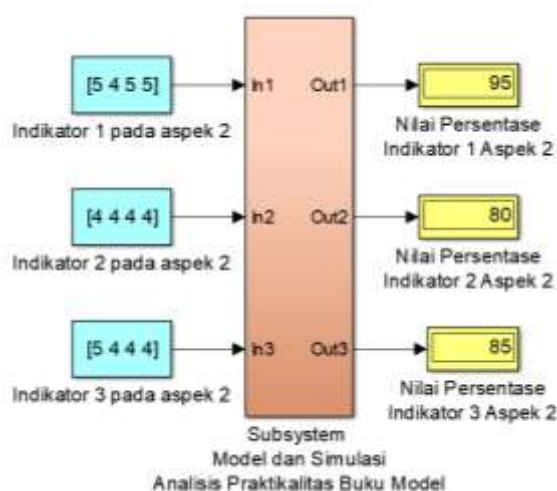 [5 4 5 5]
Indikator 1 pada aspek 2
In1
Out1
95
Nilai Persentase
Indikator 1 Aspek 2
[4 4 4 4]
Indikator 2 pada aspek 2
In2
Out2
80
Nilai Persentase
Indikator 2 Aspek 2
[5 4 4 4]
Indikator 3 pada aspek 2
In3
Out3
85
Nilai Persentase
Indikator 3 Aspek 2
Subsystem
Model dan Simulasi
Analisis Praktikalitas Buku Model